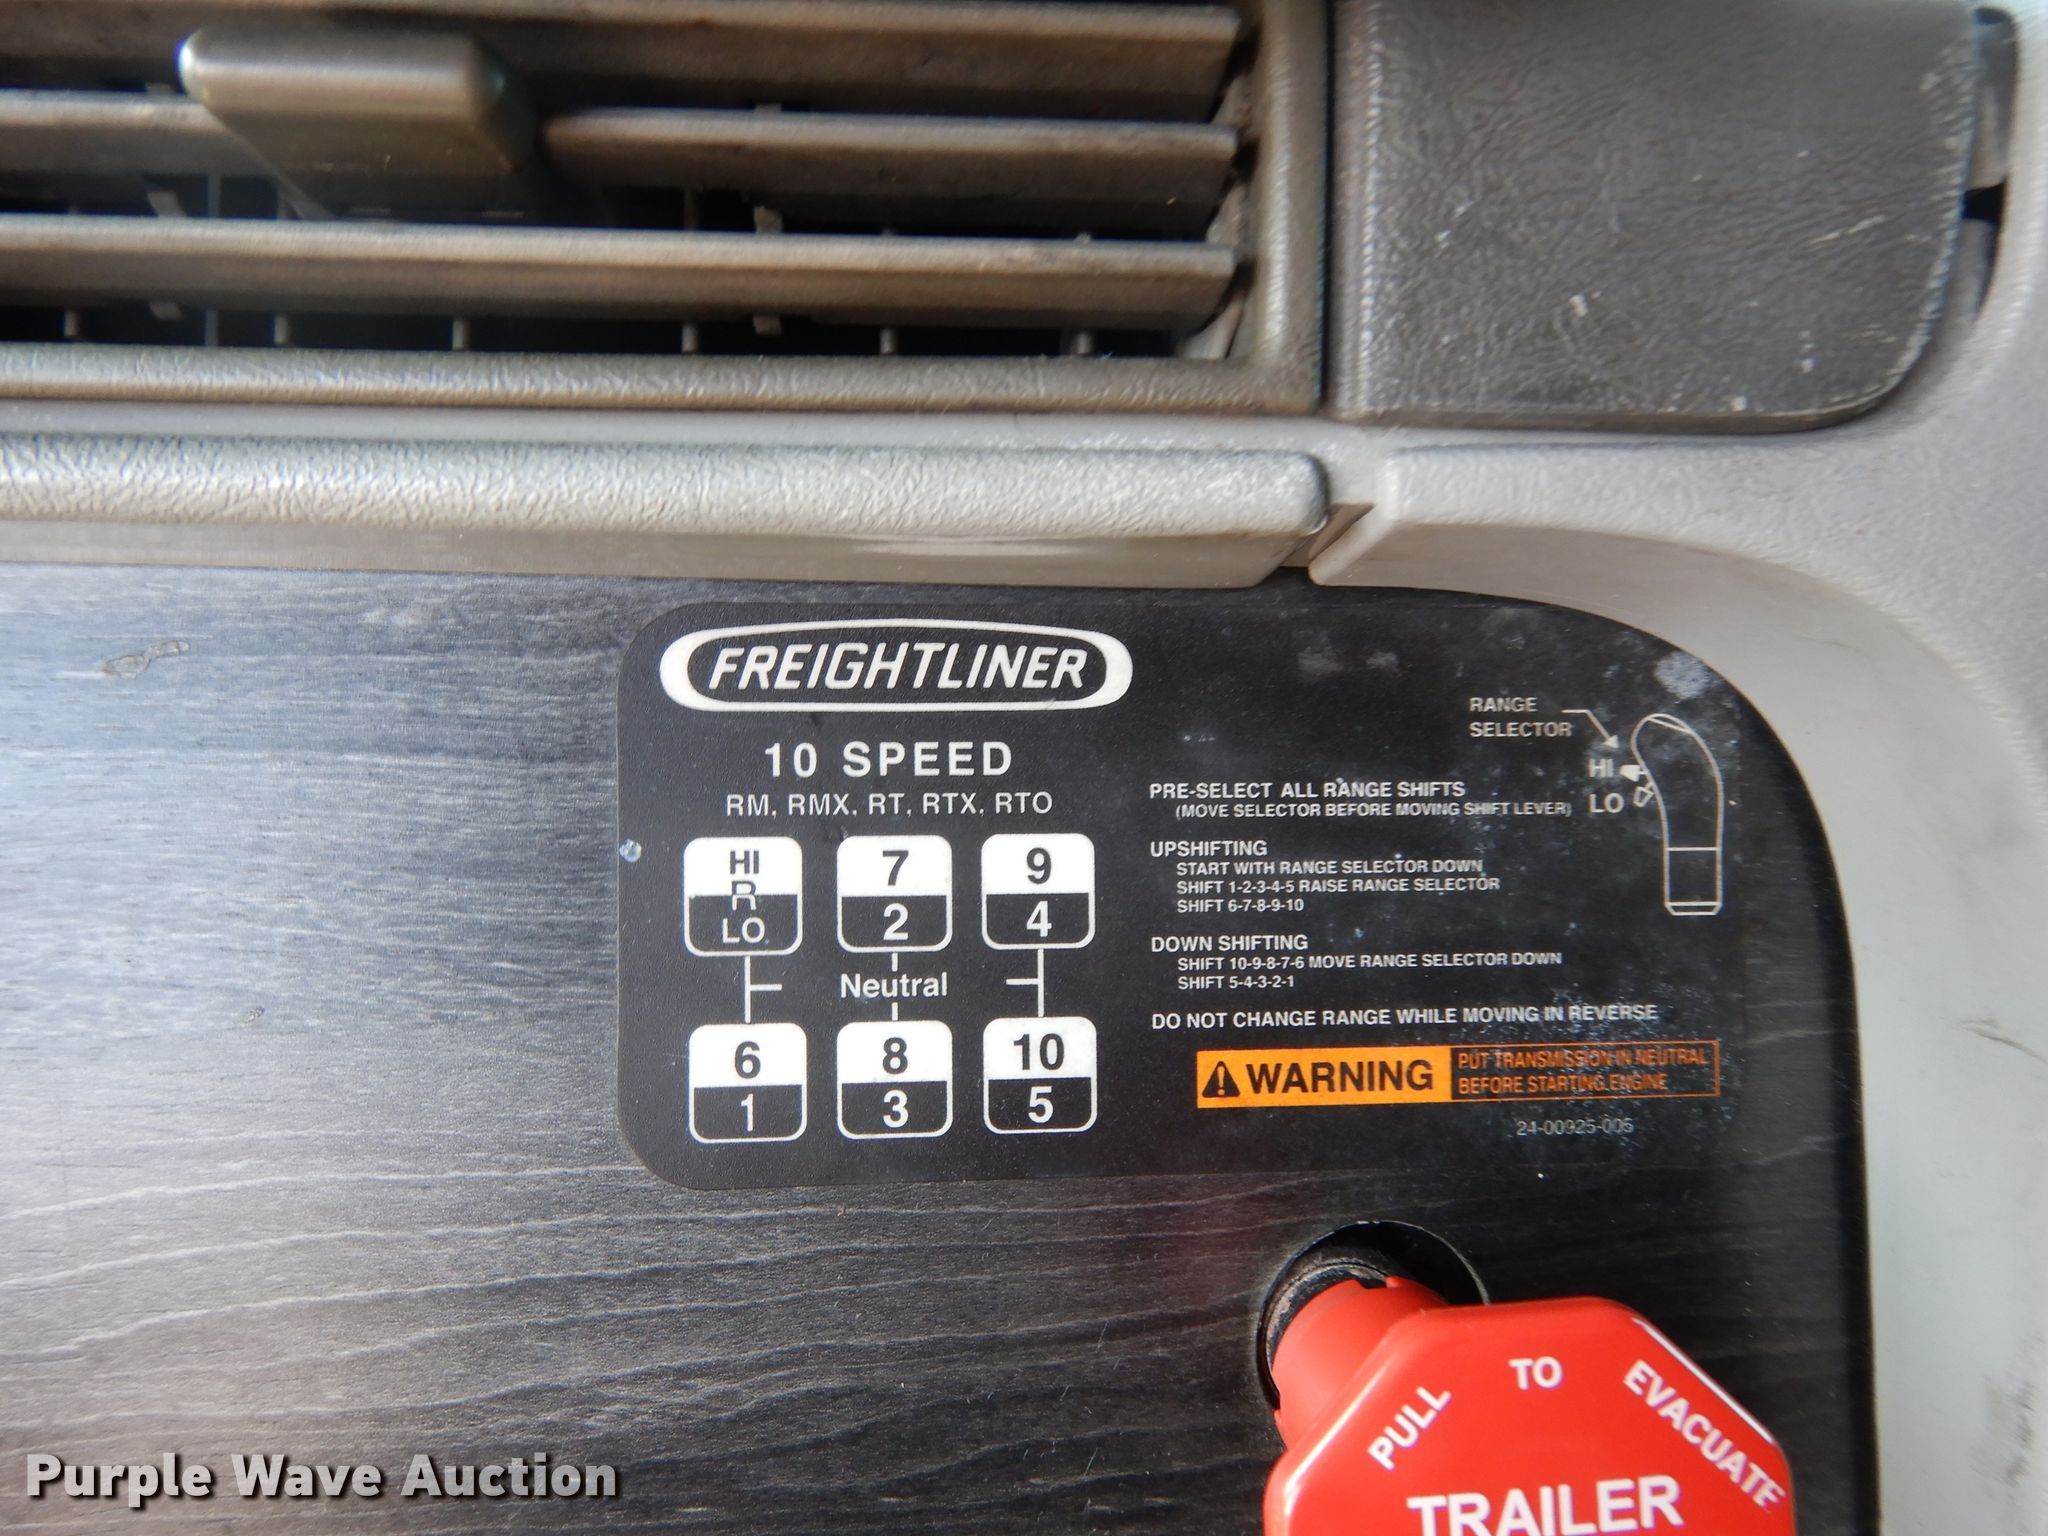 FREIGHTLINER
10 SPEED
RM, RMX, RT, RTX, RTO
HI
R
LO
7
2
9
4
Neutral
6
1
8
3
10
5
RANGE
SELECTOR
HI
LO
PRE-SELECT ALL RANGE SHIFTS
(MOVE SELECTOR BEFORE MOVING SHIFT LEVER)
UPSHIFTING
START WITH RANGE SELECTOR DOWN
SHIFT 1-2-3-4-5 RAISE RANGE SELECTOR
SHIFT 6-7-8-9-10
DOWN SHIFTING
SHIFT 10-9-8-7-6 MOVE RANGE SELECTOR DOWN
SHIFT 5-4-3-2-1
DO NOT CHANGE RANGE WHILE MOVING IN REVERSE
WARNING
PUT TRANSMISSION IN NEUTRAL
BEFORE STARTING ENGINE
24-00925-005
PULL TO EVACUATE
TRAILER
Purple Wave Auction